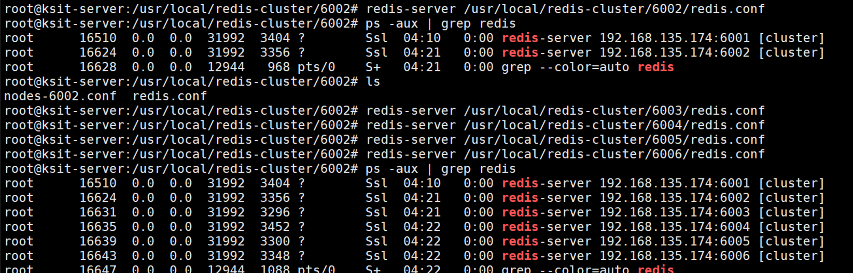 root@ksit-server:/usr/local/redis-cluster/6002# redis-server /usr/local/redis-cluster/6002/redis.conf
root@ksit-server:/usr/local/redis-cluster/6002# ps -aux | grep redis
root      16510  0.0  0.0  31992  3404 ?        Ssl  04:10   0:00 redis-server 192.168.135.174:6001 [cluster]
root      16624  0.0  0.0  31992  3356 ?        Ssl  04:21   0:00 redis-server 192.168.135.174:6002 [cluster]
root      16628  0.0  0.0  12944   968 pts/0    S+   04:21   0:00 grep --color=auto redis
root@ksit-server:/usr/local/redis-cluster/6002# ls
nodes-6002.conf  redis.conf
root@ksit-server:/usr/local/redis-cluster/6002# redis-server /usr/local/redis-cluster/6003/redis.conf
root@ksit-server:/usr/local/redis-cluster/6002# redis-server /usr/local/redis-cluster/6004/redis.conf
root@ksit-server:/usr/local/redis-cluster/6002# redis-server /usr/local/redis-cluster/6005/redis.conf
root@ksit-server:/usr/local/redis-cluster/6002# redis-server /usr/local/redis-cluster/6006/redis.conf
root@ksit-server:/usr/local/redis-cluster/6002# ps -aux | grep redis
root      16510  0.0  0.0  31992  3404 ?        Ssl  04:10   0:00 redis-server 192.168.135.174:6001 [cluster]
root      16624  0.0  0.0  31992  3356 ?        Ssl  04:21   0:00 redis-server 192.168.135.174:6002 [cluster]
root      16631  0.0  0.0  31992  3296 ?        Ssl  04:21   0:00 redis-server 192.168.135.174:6003 [cluster]
root      16635  0.0  0.0  31992  3452 ?        Ssl  04:22   0:00 redis-server 192.168.135.174:6004 [cluster]
root      16639  0.0  0.0  31992  3300 ?        Ssl  04:22   0:00 redis-server 192.168.135.174:6005 [cluster]
root      16643  0.0  0.0  31992  3348 ?        Ssl  04:22   0:00 redis-server 192.168.135.174:6006 [cluster]
root      16647  0.0  0.0  12944  1088 pts/0    S+   04:22   0:00 grep --color=auto redis